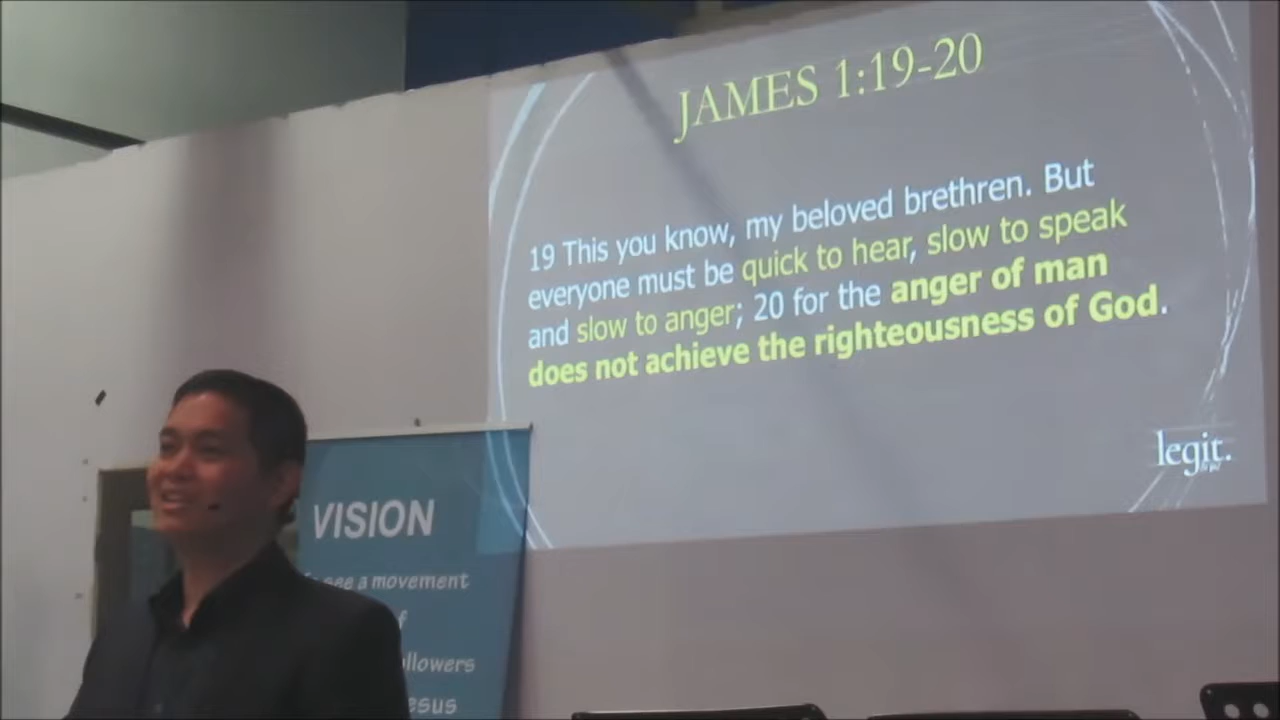 JAMES 1:19-20
19 This you know, my beloved brethren. But
everyone must be quick to hear, slow to speak
and slow to anger; 20 for the anger of man
does not achieve the righteousness of God.
legit.
VISION
see a movement